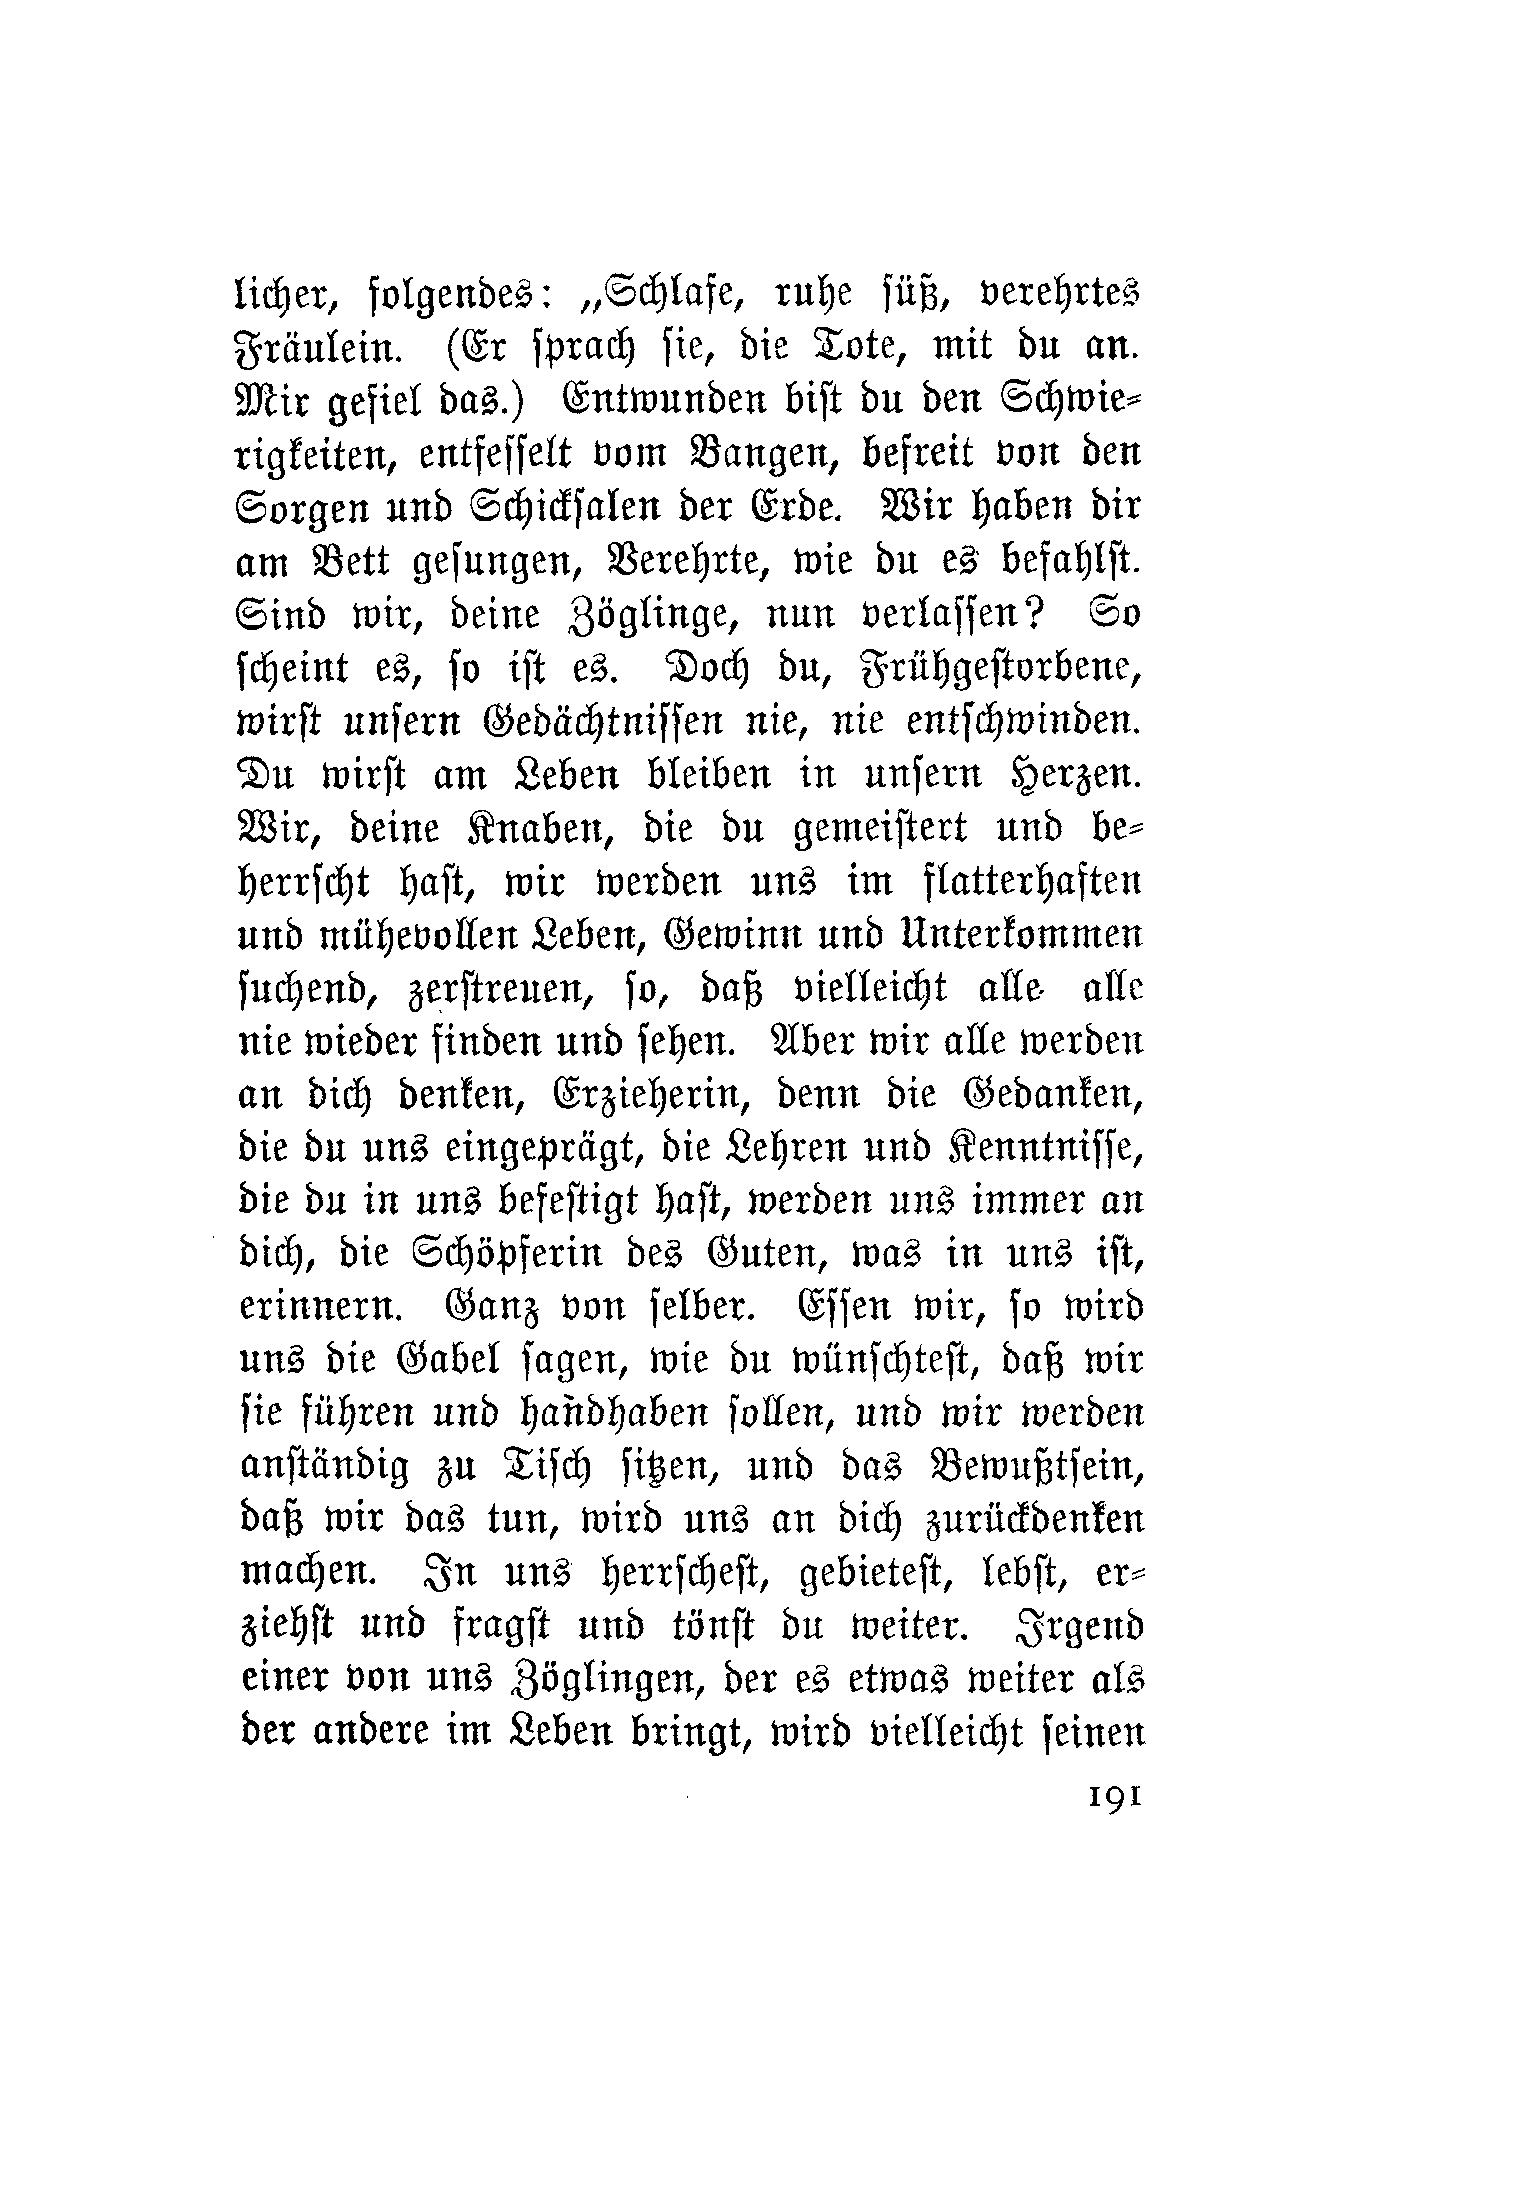 licher, folgendes: „Schlafe, ruhe süß, verehrtes
Fräulein. (Er sprach sie, die Tote, mit du an.
Mir gefiel das.) Entwunden bist du den Schwie-
rigkeiten, entfesselt vom Bangen, befreit von den
Sorgen und Schicksalen der Erde. Wir haben dir
am Bett gesungen, Verehrte, wie du es befahlst.
Sind wir, deine Zöglinge, nun verlassen? So
scheint es, so ist es. Doch du, Frühgestorbene,
wirst unsern Gedächtnissen nie, nie entschwinden.
Du wirst am Leben bleiben in unsern Herzen.
Wir, deine Knaben, die du gemeistert und be-
herrscht hast, wir werden uns im flatterhaften
und mühevollen Leben, Gewinn und Unterkommen
suchend, zerstreuen, so, daß vielleicht alle alle
nie wieder finden und sehen. Aber wir alle werden
an dich denken, Erzieherin, denn die Gedanken,
die du uns eingeprägt, die Lehren und Kenntnisse,
die du in uns befestigt hast, werden uns immer an
dich, die Schöpferin des Guten, was in uns ist,
erinnern. Ganz von selber. Essen wir, so wird
uns die Gabel sagen, wie du wünschtest, daß wir
sie führen und handhaben sollen, und wir werden
anständig zu Tisch sitzen, und das Bewußtsein,
daß wir das tun, wird uns an dich zurückdenken
machen. In uns herrschest, gebietest, lebst, er-
ziehst und fragst und tönst du weiter. Irgend
einer von uns Zöglingen, der es etwas weiter als
der andere im Leben bringt, wird vielleicht seinen
191